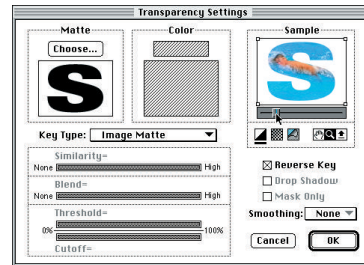 Transparency Settings
Matte
Color
Sample
Choose...
S
S
Key Type: Image Matte
Similarity=
None High
Blend=
None High
Threshold=
0% 100%
Cutoff=
Reverse Key
Drop Shadow
Mask Only
Smoothing: None
Cancel OK